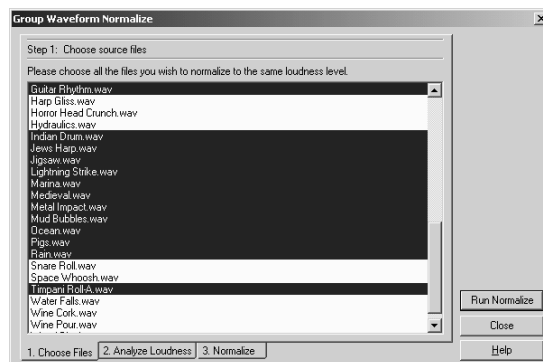 Group Waveform Normalize
Step 1: Choose source files
Please choose all the files you wish to normalize to the same loudness level.
Guitar Rhythm.wav
Harp Gliss.wav
Horror Head Crunch.wav
Hydraulics.wav
Indian Drum.wav
Jews Harp.wav
Jigsaw.wav
Lightning Strike.wav
Marina.wav
Medieval.wav
Metal Impact.wav
Mud Bubbles.wav
Ocean.wav
Pigs.wav
Rain.wav
Snare Roll.wav
Space Whoosh.wav
Timpani Roll-A.wav
Water Falls.wav
Wine Cork.wav
Wine Pour.wav
Run Normalize
Close
Help
1. Choose Files
2. Analyze Loudness
3. Normalize